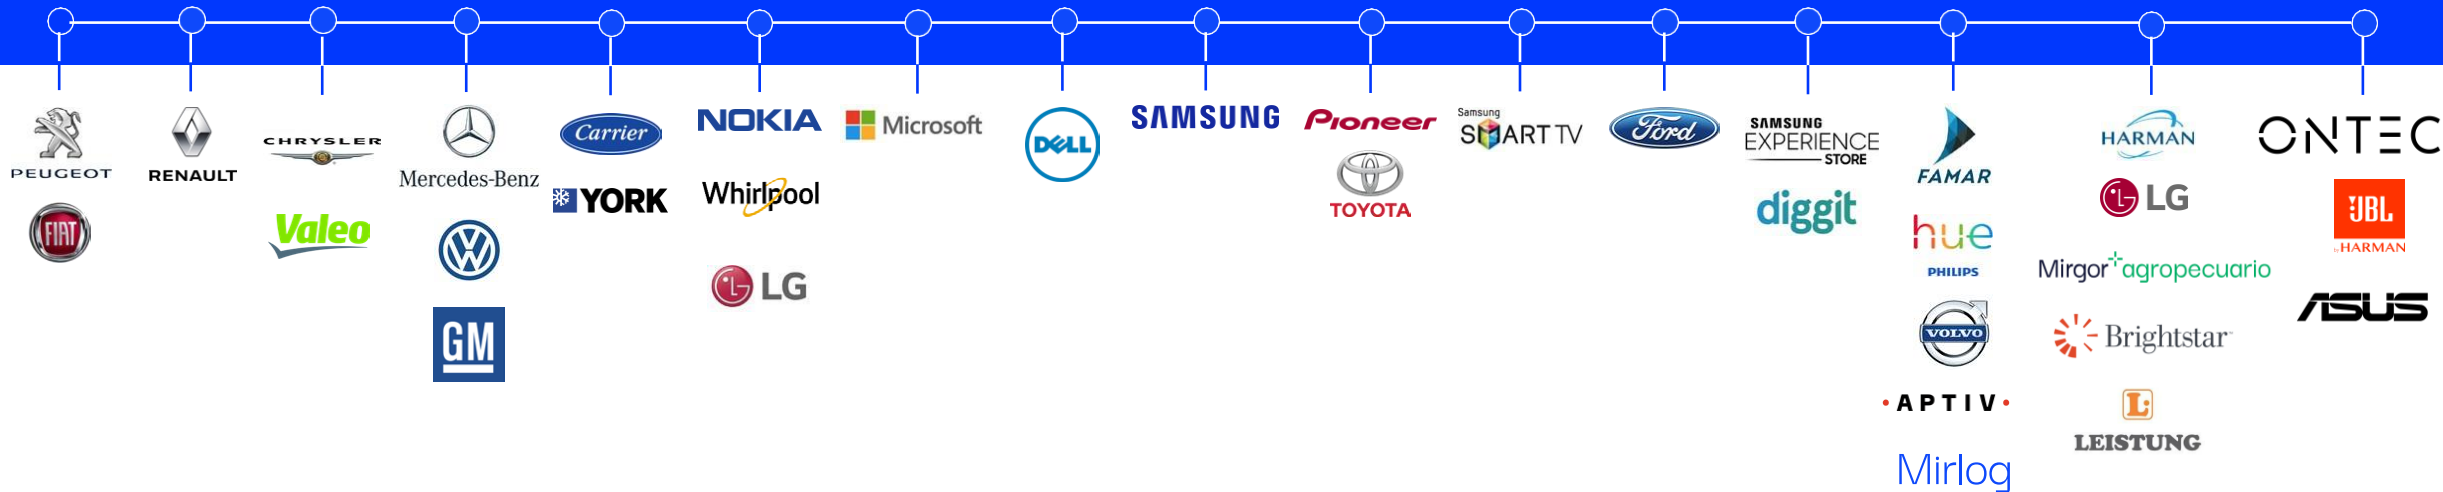 PEUGEOT
FIAT
RENAULT
CHRYSLER
Valeo
Mercedes-Benz
VW
GM
Carrier
YORK
NOKIA
Whirlpool
LG
Microsoft
DELL
SAMSUNG
Pioneer
TOYOTA
Samsung
SMART TV
Ford
SAMSUNG
EXPERIENCE
STORE
diggit
FAMAR
hue
PHILIPS
VOLVO
• APTIV •
Mirlog
HARMAN
LG
Mirgor agropecuario
Brightstar
L
LEISTUNG
ONTEC
JBL
by HARMAN
ASUS